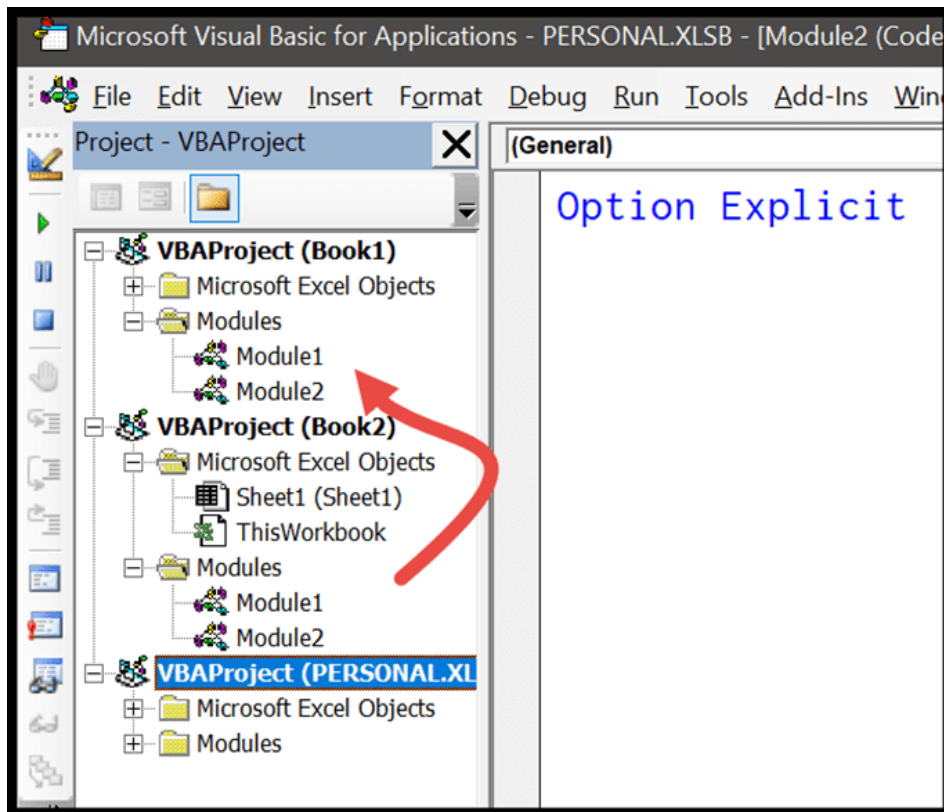 Microsoft Visual Basic for Applications - PERSONAL.XLSB - [Module2 (Code
File Edit View Insert Format Debug Run Tools Add-Ins Win
Project - VBAProject
(General)
Option Explicit
VBAProject (Book1)
Microsoft Excel Objects
Modules
Module1
Module2
VBAProject (Book2)
Microsoft Excel Objects
Sheet1 (Sheet1)
ThisWorkbook
Modules
Module1
Module2
VBAProject (PERSONAL.XL
Microsoft Excel Objects
Modules